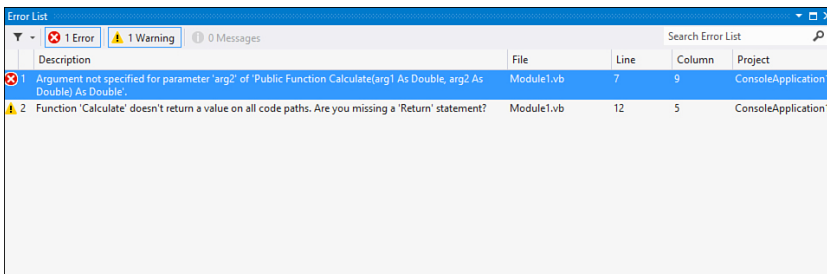 Error List
1 Error 1 Warning 0 Messages Search Error List
Description File Line Column Project
1 Argument not specified for parameter 'arg2' of 'Public Function Calculate(arg1 As Double, arg2 As Module1.vb 7 9 ConsoleApplication1
Double) As Double'.
2 Function 'Calculate' doesn't return a value on all code paths. Are you missing a 'Return' statement? Module1.vb 12 5 ConsoleApplication1